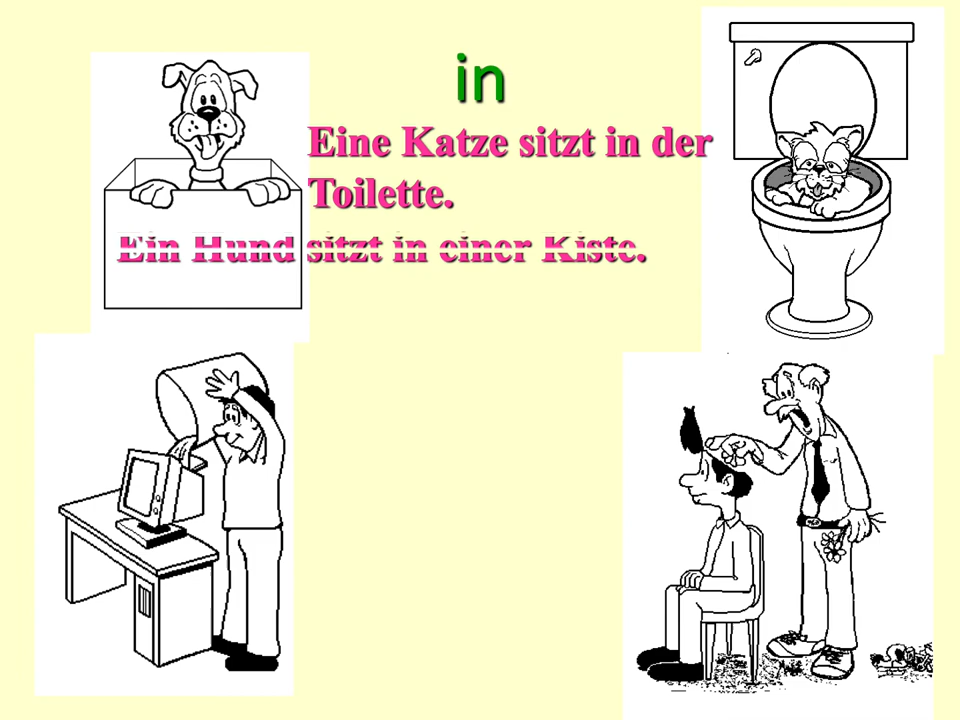 in
Eine Katze sitzt in der
Toilette.
Ein Hund sitzt in einer Kiste.